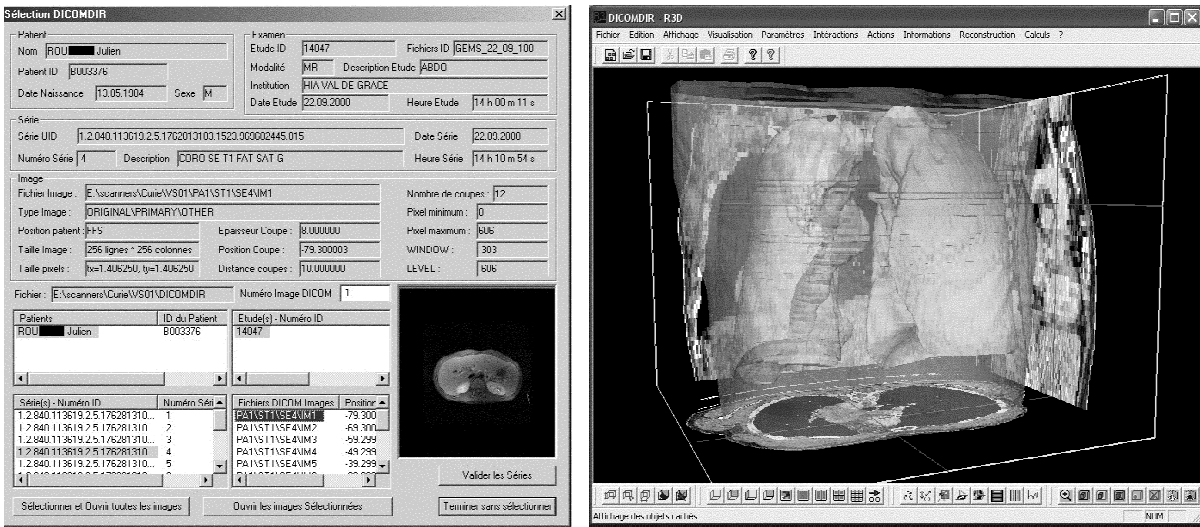 Sélection DICOMDIR
Patient
Nom ROU Julien
Patient ID B003376
Date Naissance 13.05.1904 Sexe M
Examen
Etude ID 14047 Fichiers ID GEMS_22_09_100
Modalité MR Description Etude ABDO
Institution HIA VAL DE GRACE
Date Etude 22.09.2000 Heure Etude 14 h 00 m 11 s
Série
Série UID Date Série 22.09.2000
Numéro Série 4 Description CORO SE T1 FAT SAT G Heure Série 14 h 10 m 54 s
Image
Fichier Image : E:\scanners\Curie\VS01\PA1\ST1\SE4\IM1 Nombre de coupes : 12
Type Image : ORIGINAL\PRIMARY\OTHER Pixel minimum : 0
Position patient : FFS Epaisseur Coupe : 8.000000 Pixel maximum : 606
Taille Image : 256 lignes * 256 colonnes Position Coupe : -79.300003 WINDOW : 303
Taille pixels : tx=1.406250, ty=1.406250 Distance coupes : 10.000000 LEVEL : 606
Fichier : E:\scanners\Curie\VS01\DICOMDIR Numéro Image DICOM 1
Patients ID du Patient
ROU Julien B003376
Etude(s) - Numéro ID
14047
Série(s) - Numéro ID Numéro Séri
1.2.840.113619.2.5.176281310... 1
1.2.840.113619.2.5.176281310... 2
1.2.840.113619.2.5.176281310... 3
1.2.840.113619.2.5.176281310... 4
1.2.840.113619.2.5.176281310... 5
Fichiers DICOM Images Position
PA1\ST1\SE4\IM1 -79.300
PA1\ST1\SE4\IM2 -69.300
PA1\ST1\SE4\IM3 -59.299
PA1\ST1\SE4\IM4 -49.299
PA1\ST1\SE4\IM5 -39.299
Valider les Séries
Sélectionner et Ouvrir toutes les images Ouvrir les images Sélectionnées Terminer sans sélectionner
DICOMDIR - R3D
Fichier Edition Affichage Visualisation Paramètres Intéractions Actions Informations Reconstruction Calculs ?
Affichage des objets cachés NUM